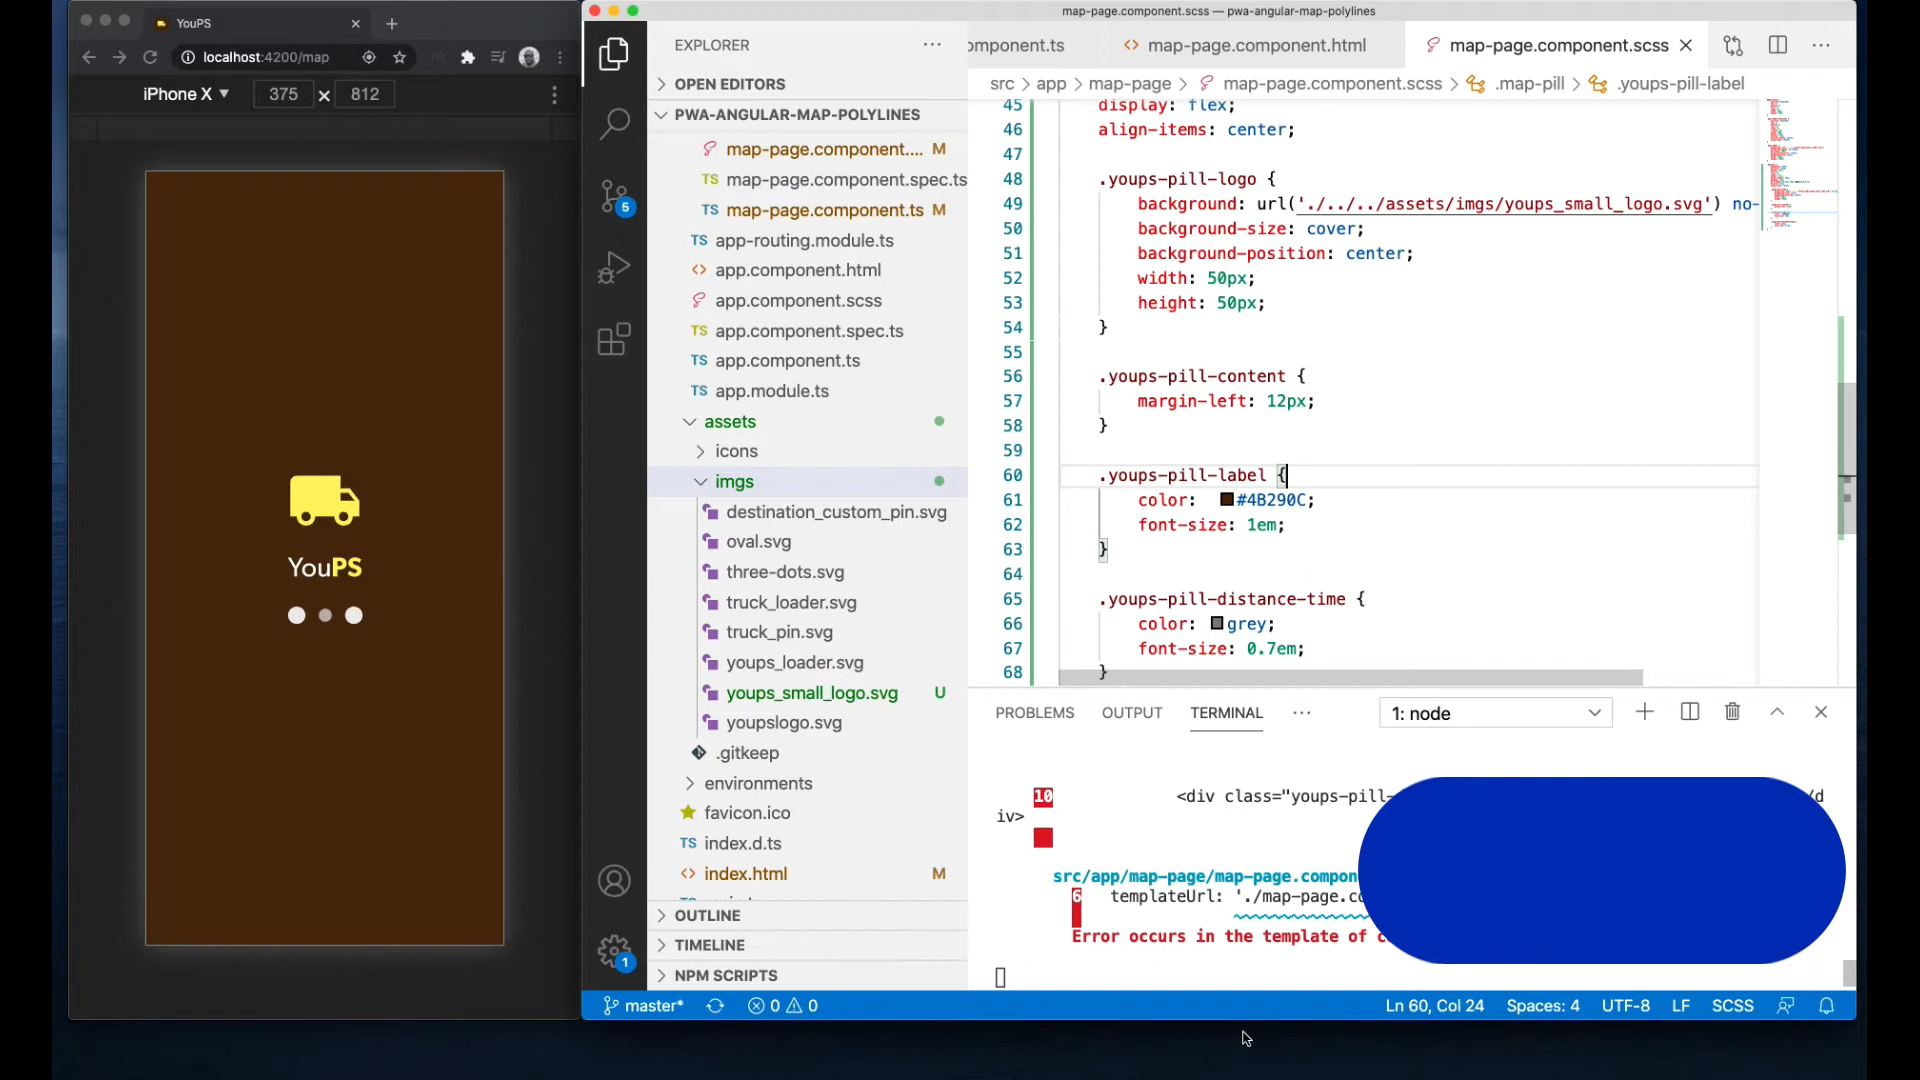 YouPS
localhost:4200/map
iPhone X ▼ 375 × 812
YouPS
map-page.component.scss — pwa-angular-map-polylines
EXPLORER
OPEN EDITORS
PWA-ANGULAR-MAP-POLYLINES
map-page.component.... M
map-page.component.spec.ts
TS
map-page.component.ts M
TS
app-routing.module.ts
TS
app.component.html
<>
app.component.scss
app.component.spec.ts
TS
app.component.ts
TS
app.module.ts
TS
assets
icons
imgs
destination_custom_pin.svg
oval.svg
three-dots.svg
truck_loader.svg
truck_pin.svg
youps_loader.svg
youps_small_logo.svg U
youpslogo.svg
.gitkeep
environments
favicon.ico
TS index.d.ts
<> index.html M
OUTLINE
TIMELINE
NPM SCRIPTS
5
1
omponent.ts
<> map-page.component.html
map-page.component.scss
src > app > map-page > map-page.component.scss > .map-pill > .youps-pill-label
45 display: flex;
46 align-items: center;
47
48 .youps-pill-logo {
49 background: url('./../../assets/imgs/youps_small_logo.svg') no-
50 background-size: cover;
51 background-position: center;
52 width: 50px;
53 height: 50px;
54 }
55
56 .youps-pill-content {
57 margin-left: 12px;
58 }
59
60 .youps-pill-label {
61 color: #4B290C;
62 font-size: 1em;
63 }
64
65 .youps-pill-distance-time {
66 color: grey;
67 font-size: 0.7em;
68 }
PROBLEMS OUTPUT TERMINAL ··· 1: node
10 <div class="youps-pill- /d
iv>
src/app/map-page/map-page.compon
6 templateUrl: './map-page.co
Error occurs in the template of c
master* 0 0 Ln 60, Col 24 Spaces: 4 UTF-8 LF SCSS